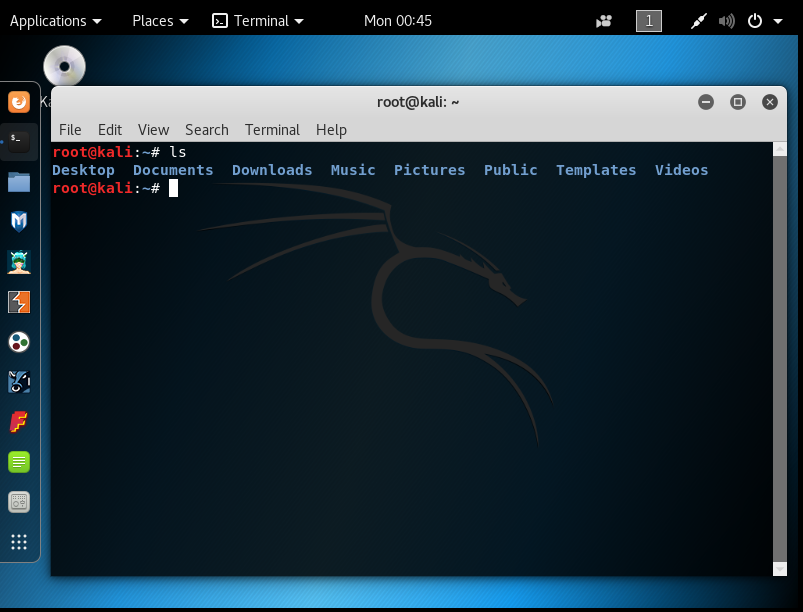 Applications Places Terminal Mon 00:45 1
root@kali: ~
File Edit View Search Terminal Help
root@kali:~# ls
Desktop Documents Downloads Music Pictures Public Templates Videos
root@kali:~#